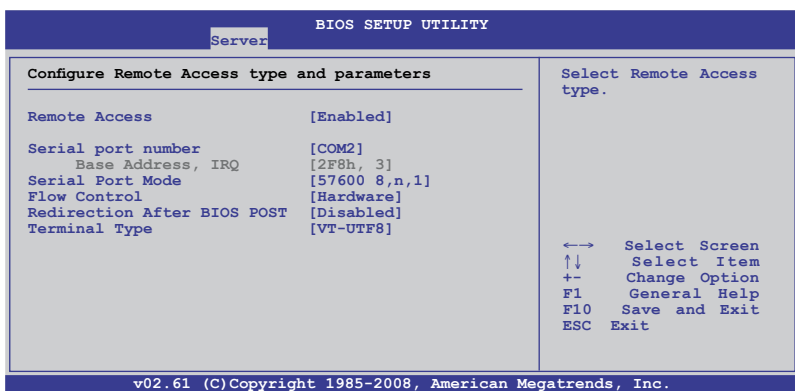 BIOS SETUP UTILITY
Server
Configure Remote Access type and parameters
Remote Access [Enabled]
Serial port number [COM2]
Base Address, IRQ [2F8h, 3]
Serial Port Mode [57600 8,n,1]
Flow Control [Hardware]
Redirection After BIOS POST [Disabled]
Terminal Type [VT-UTF8]
Select Remote Access
type.
←→ Select Screen
↑↓ Select Item
+- Change Option
F1 General Help
F10 Save and Exit
ESC Exit
v02.61 (C)Copyright 1985-2008, American Megatrends, Inc.